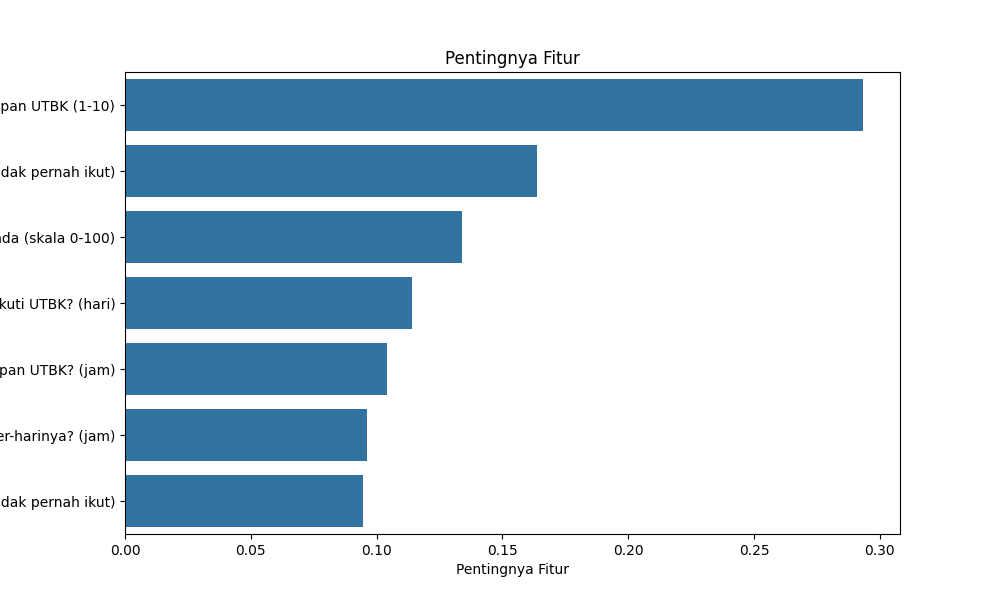 Pentingnya Fitur
pan UTBK (1-10)
dak pernah ikut)
da (skala 0-100)
kuti UTBK? (hari)
pan UTBK? (jam)
er-harinya? (jam)
dak pernah ikut)
0.00 0.05 0.10 0.15 0.20 0.25 0.30
Pentingnya Fitur